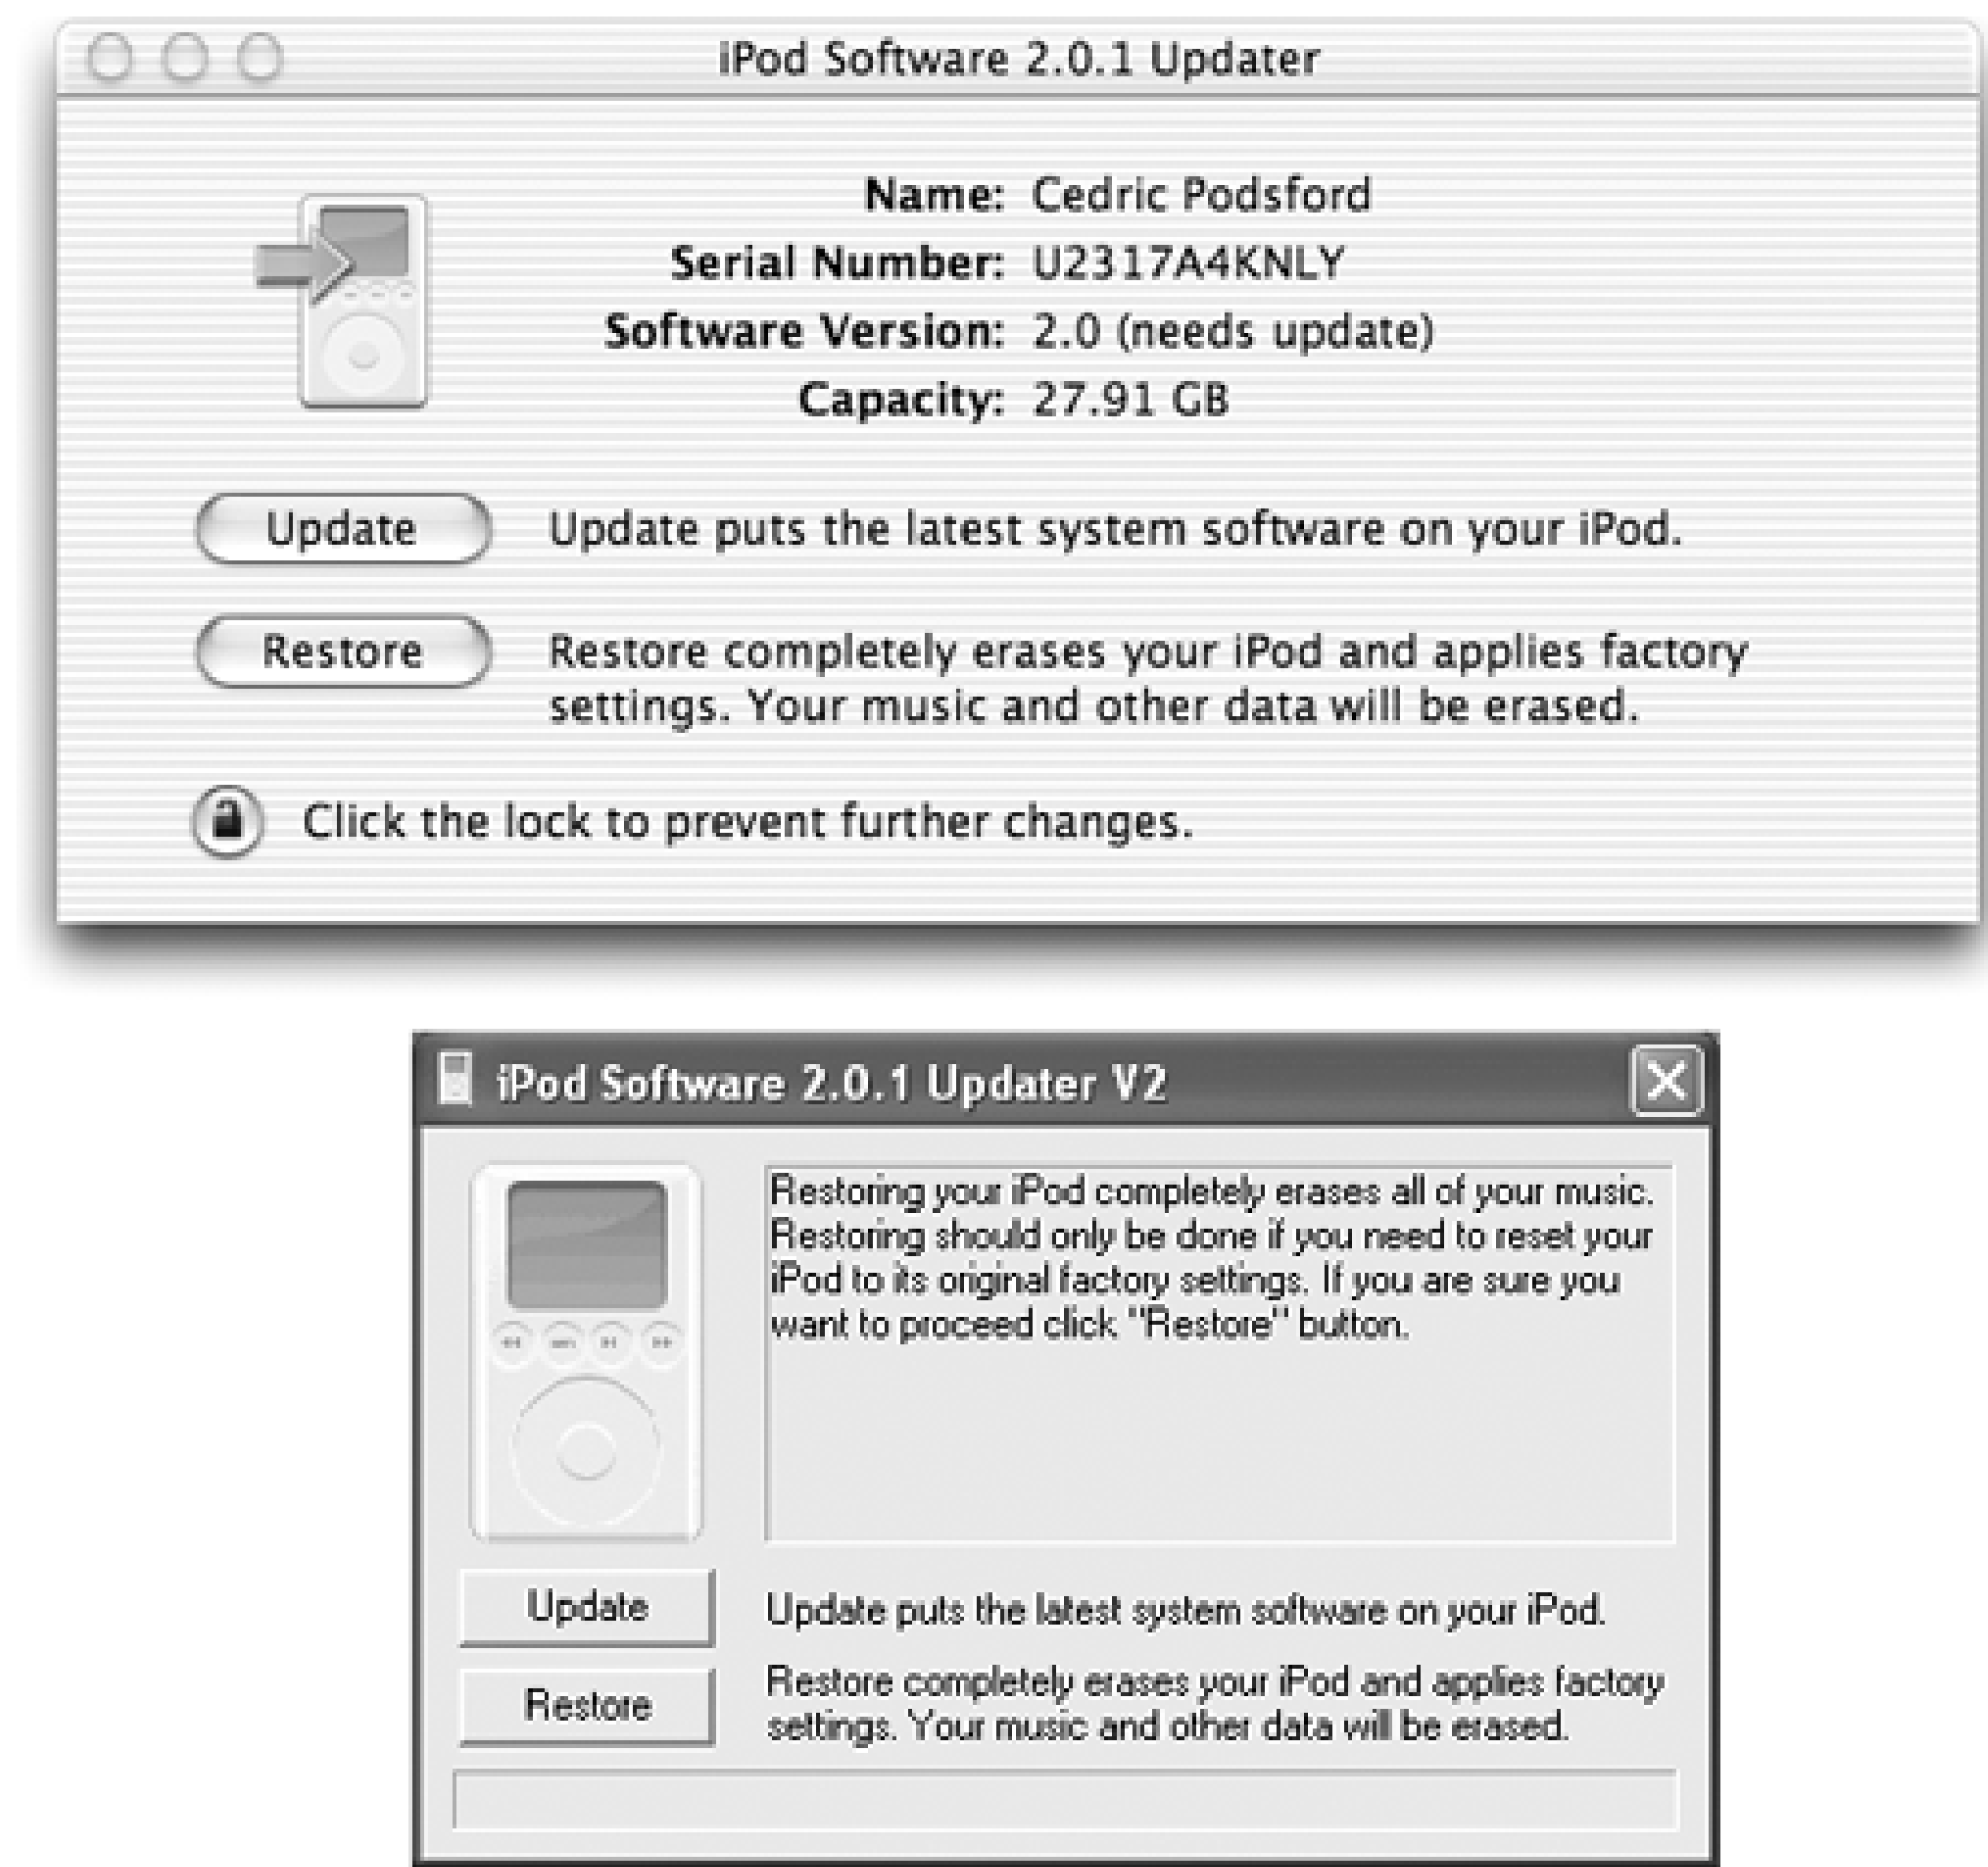 iPod Software 2.0.1 Updater
Name: Cedric Podsford
Serial Number: U2317A4KNLY
Software Version: 2.0 (needs update)
Capacity: 27.91 GB
Update Update puts the latest system software on your iPod.
Restore Restore completely erases your iPod and applies factory
settings. Your music and other data will be erased.
Click the lock to prevent further changes.
iPod Software 2.0.1 Updater V2
Restoring your iPod completely erases all of your music.
Restoring should only be done if you need to reset your
iPod to its original factory settings. If you are sure you
want to proceed click "Restore" button.
Update Update puts the latest system software on your iPod.
Restore Restore completely erases your iPod and applies factory
settings. Your music and other data will be erased.